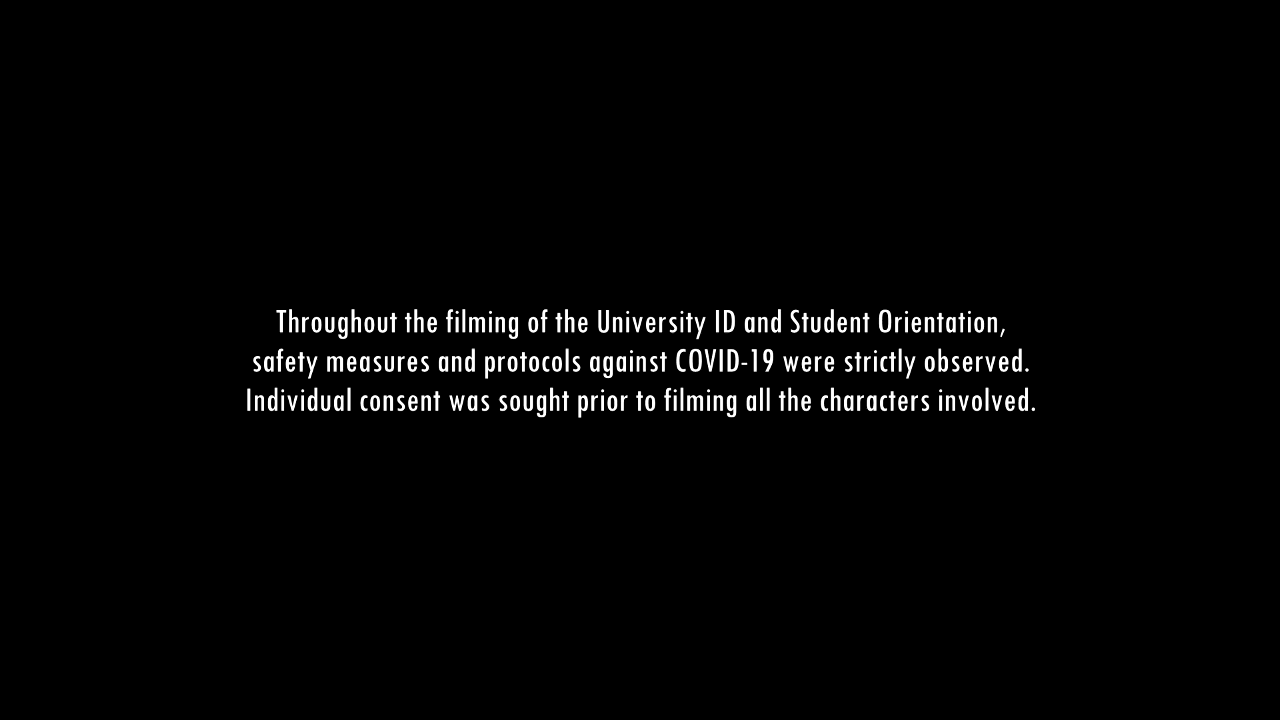 Throughout the filming of the University ID and Student Orientation,
safety measures and protocols against COVID-19 were strictly observed.
Individual consent was sought prior to filming all the characters involved.